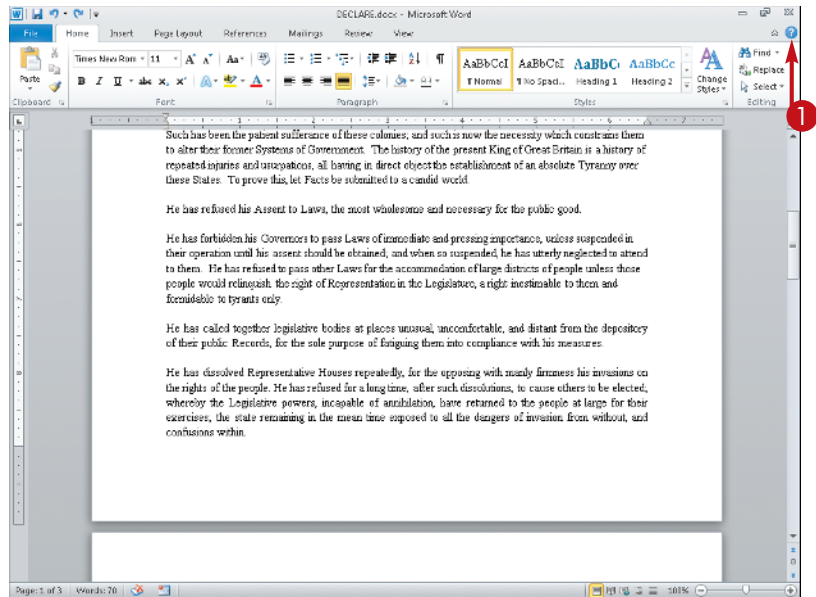 DECLARE.docx - Microsoft Word
File Home Insert Page Layout References Mailings Review View
Times New Rom 11 Aa
Paste B I U abc x, x² A
Find
Replace
Select
AaBbCcI AaBbCcI AaBbC AaBbCc
¶ Normal ¶ No Spaci... Heading 1 Heading 2
Change Styles
Clipboard Font Paragraph Styles Editing
1
1 2 3 4 5 6 7
Such has been the patient sufferance of these colonies; and such is now the necessity which constrains them
to alter their former Systems of Government. The history of the present King of Great Britain is a history of
repeated injuries and usurpations, all having in direct object the establishment of an absolute Tyranny over
these States. To prove this, let Facts be submitted to a candid world.
He has refused his Assent to Laws, the most wholesome and necessary for the public good.
He has forbidden his Governors to pass Laws of immediate and pressing importance, unless suspended in
their operation until his assent should be obtained; and when so suspended, he has utterly neglected to attend
to them. He has refused to pass other Laws for the accommodation of large districts of people unless those
people would relinquish the right of Representation in the Legislature, a right inestimable to them and
formidable to tyrants only.
He has called together legislative bodies at places unusual, uncomfortable, and distant from the depository
of their public Records, for the sole purpose of fatiguing them into compliance with his measures.
He has dissolved Representative Houses repeatedly, for the opposing with manly firmness his invasions on
the rights of the people. He has refused for a long time, after such dissolutions, to cause others to be elected,
whereby the Legislative powers, incapable of annihilation, have returned to the people at large for their
exercises; the state remaining in the mean time exposed to all the dangers of invasion from without, and
confusions within.
Page: 1 of 3 Words: 70 108%